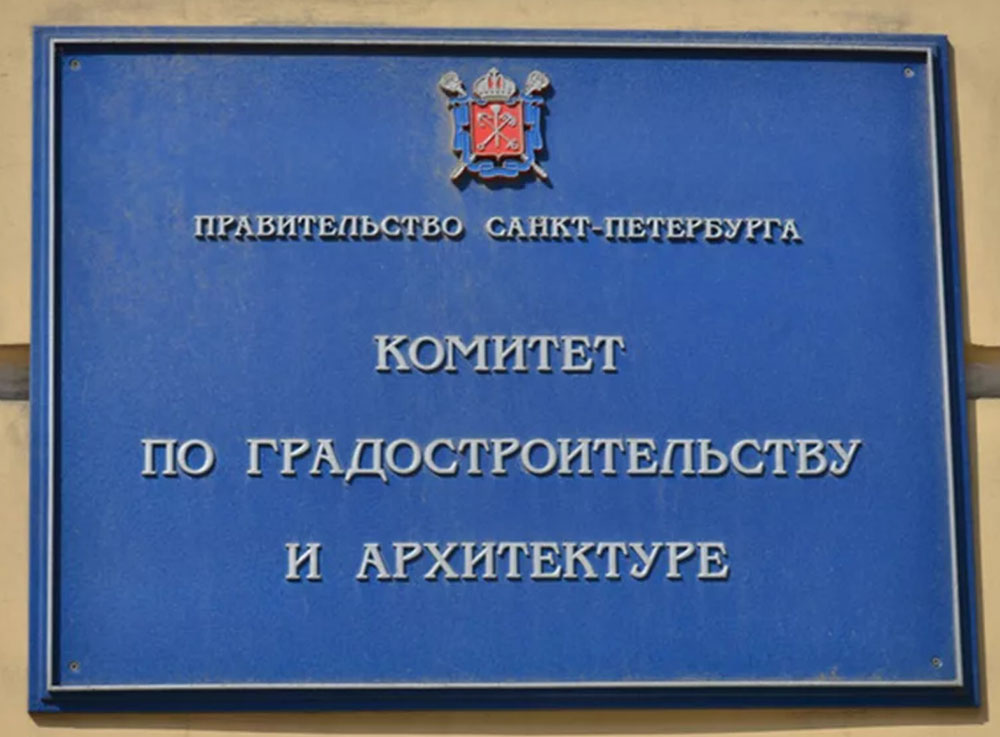 ПРАВИТЕЛЬСТВО САНКТ-ПЕТЕРБУРГА
КОМИТЕТ
ПО ГРАДОСТРОИТЕЛЬСТВУ
И АРХИТЕКТУРЕ